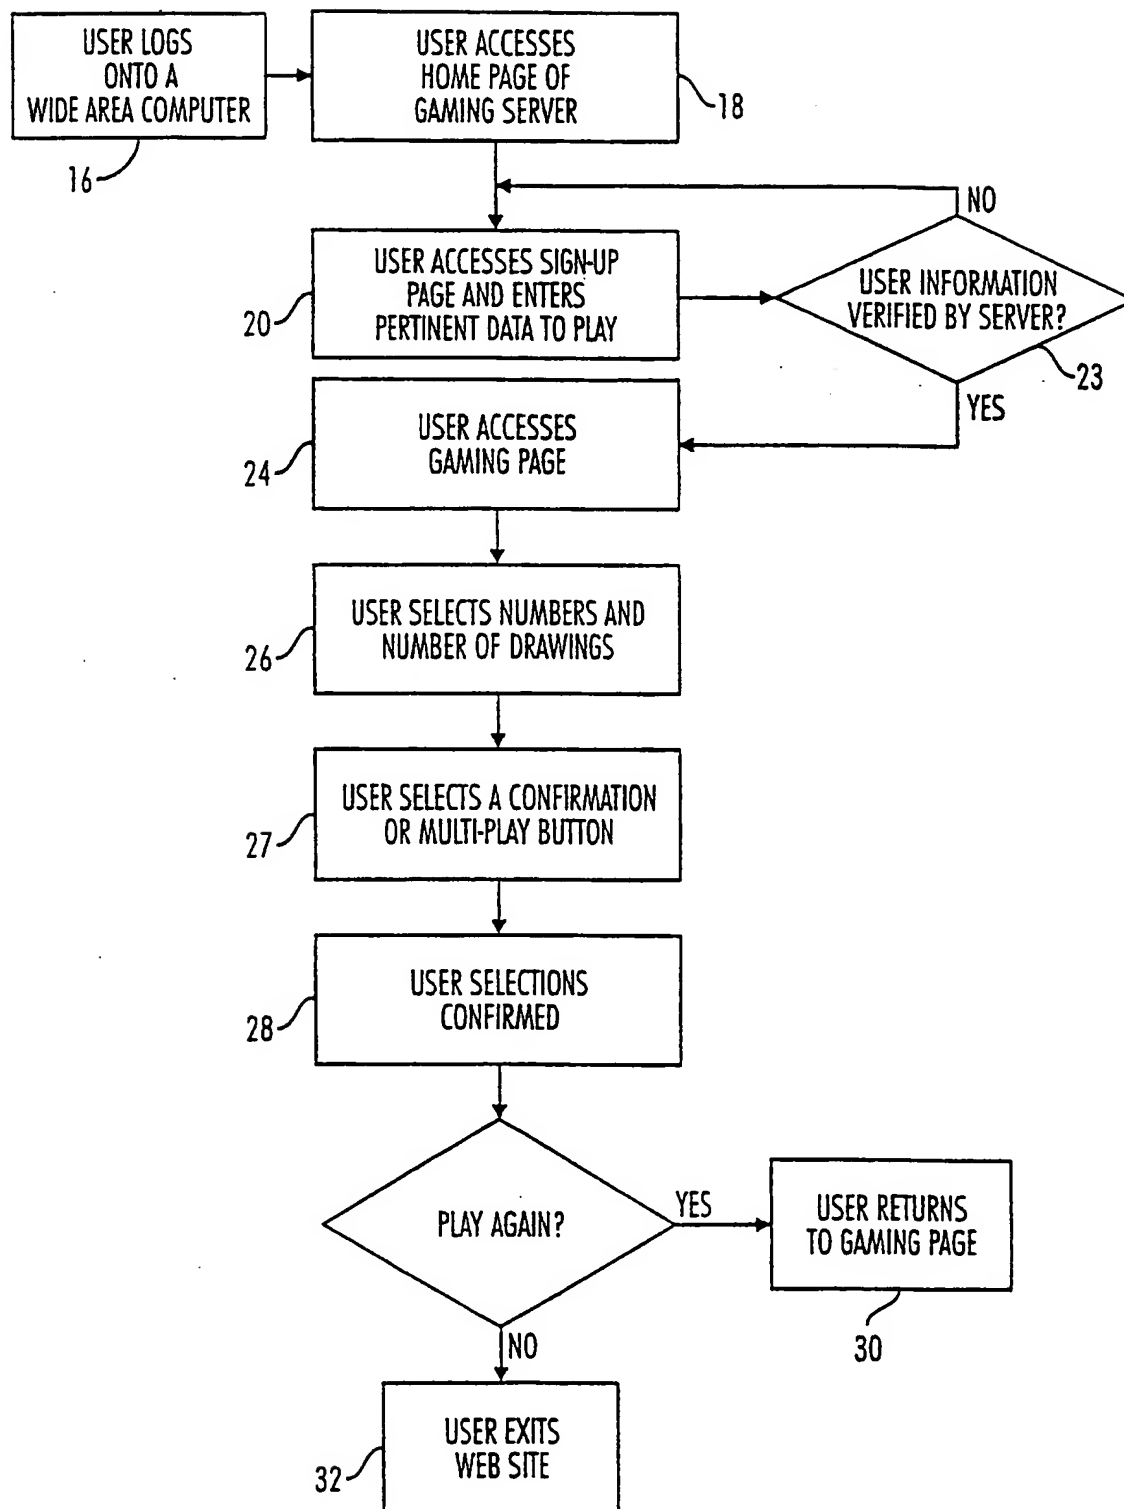 USER LOGS
ONTO A
WIDE AREA COMPUTER
16
USER ACCESSES
HOME PAGE OF
GAMING SERVER
18
USER ACCESSES SIGN-UP
PAGE AND ENTERS
PERTINENT DATA TO PLAY
20
NO
USER INFORMATION
VERIFIED BY SERVER?
23
YES
USER ACCESSES
GAMING PAGE
24
USER SELECTS NUMBERS AND
NUMBER OF DRAWINGS
26
USER SELECTS A CONFIRMATION
OR MULTI-PLAY BUTTON
27
USER SELECTIONS
CONFIRMED
28
PLAY AGAIN?
YES
USER RETURNS
TO GAMING PAGE
30
NO
USER EXITS
WEB SITE
32